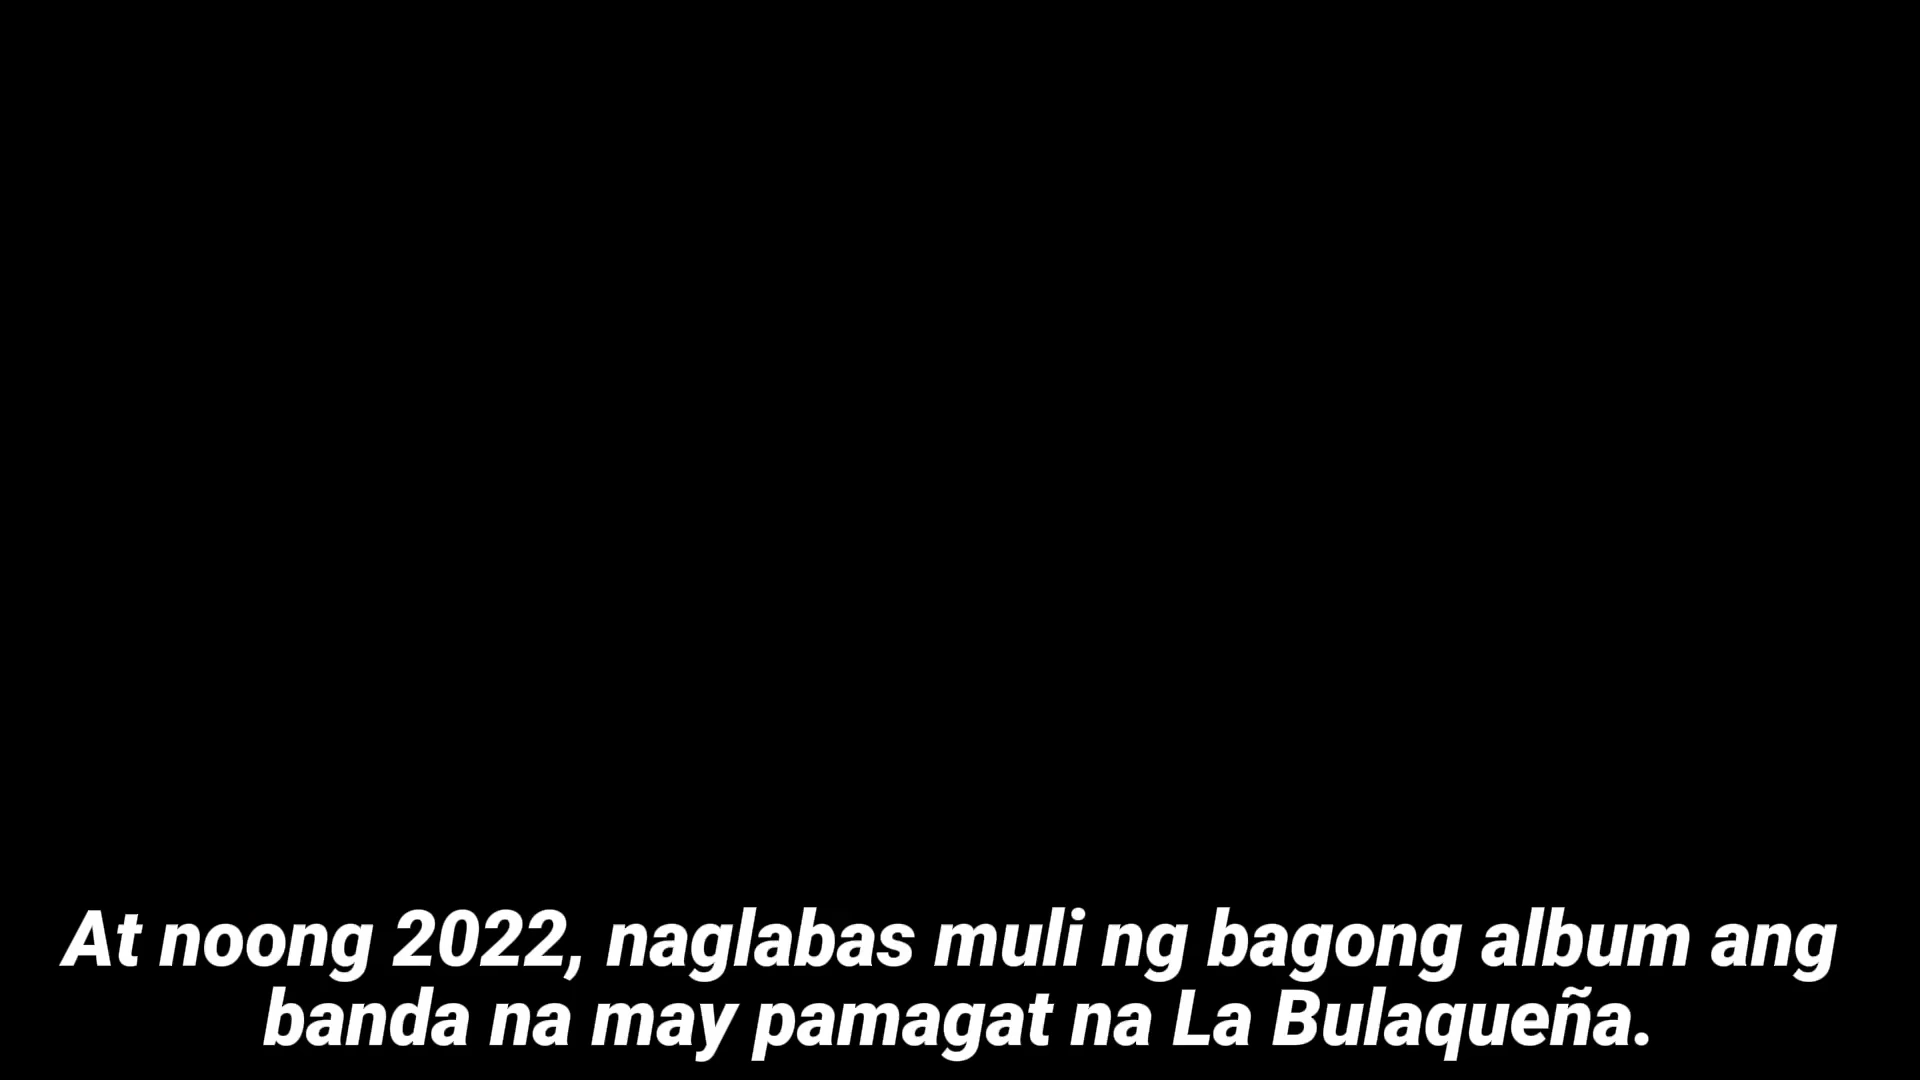 At noong 2022, naglabas muli ng bagong album ang
banda na may pamagat na La Bulaqueña.